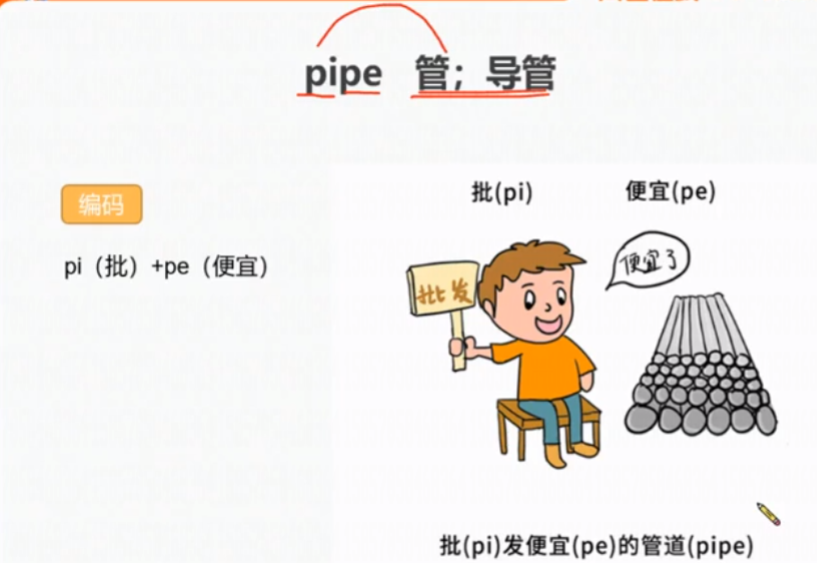 pipe 管；导管
编码
pi（批）+pe（便宜）
批(pi) 便宜(pe)
批发
便宜了
批(pi)发便宜(pe)的管道(pipe)